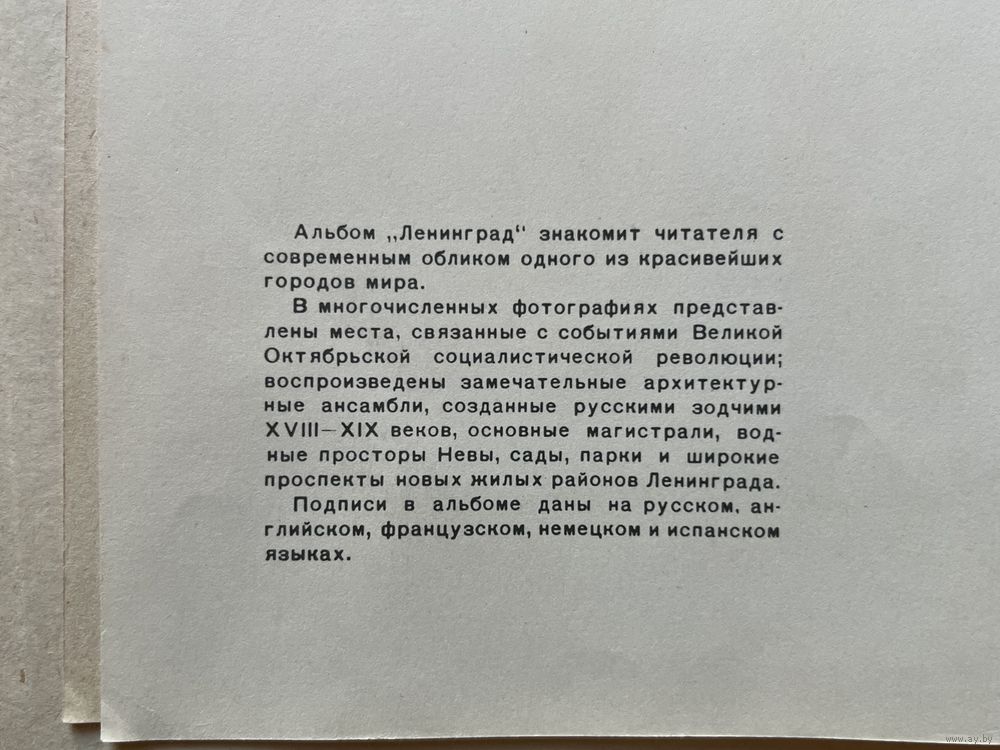 Альбом „Ленинград“ знакомит читателя с
современным обликом одного из красивейших
городов мира.
В многочисленных фотографиях представ-
лены места, связанные с событиями Великой
Октябрьской социалистической революции;
воспроизведены замечательные архитектур-
ные ансамбли, созданные русскими зодчими
XVIII—XIX веков, основные магистрали, вод-
ные просторы Невы, сады, парки и широкие
проспекты новых жилых районов Ленинграда.
Подписи в альбоме даны на русском, ан-
глийском, французском, немецком и испанском
языках.
www.ay.by